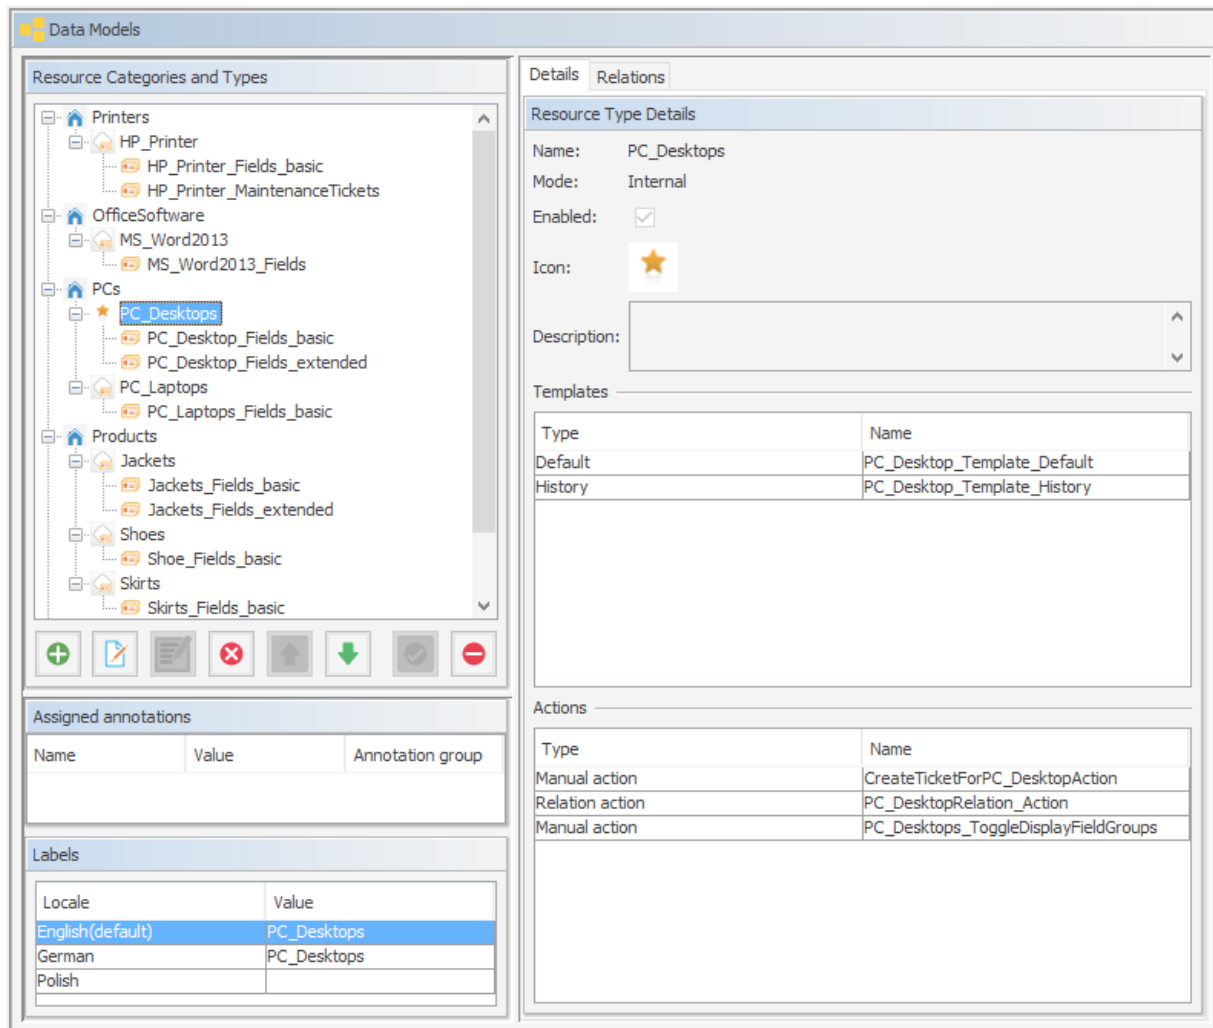 Data Models
Resource Categories and Types
Printers
HP_Printer
HP_Printer_Fields_basic
HP_Printer_MaintenanceTickets
OfficeSoftware
MS_Word2013
MS_Word2013_Fields
PCs
PC_Desktops
PC_Desktop_Fields_basic
PC_Desktop_Fields_extended
PC_Laptops
PC_Laptops_Fields_basic
Products
Jackets
Jackets_Fields_basic
Jackets_Fields_extended
Shoes
Shoe_Fields_basic
Skirts
Skirts_Fields_basic
Assigned annotations
Name Value Annotation group
Labels
Locale Value
English(default) PC_Desktops
German PC_Desktops
Polish
Details Relations
Resource Type Details
Name: PC_Desktops
Mode: Internal
Enabled:
Icon:
Description:
Templates
Type Name
Default PC_Desktop_Template_Default
History PC_Desktop_Template_History
Actions
Type Name
Manual action CreateTicketForPC_DesktopAction
Relation action PC_DesktopRelation_Action
Manual action PC_Desktops_ToggleDisplayFieldGroups